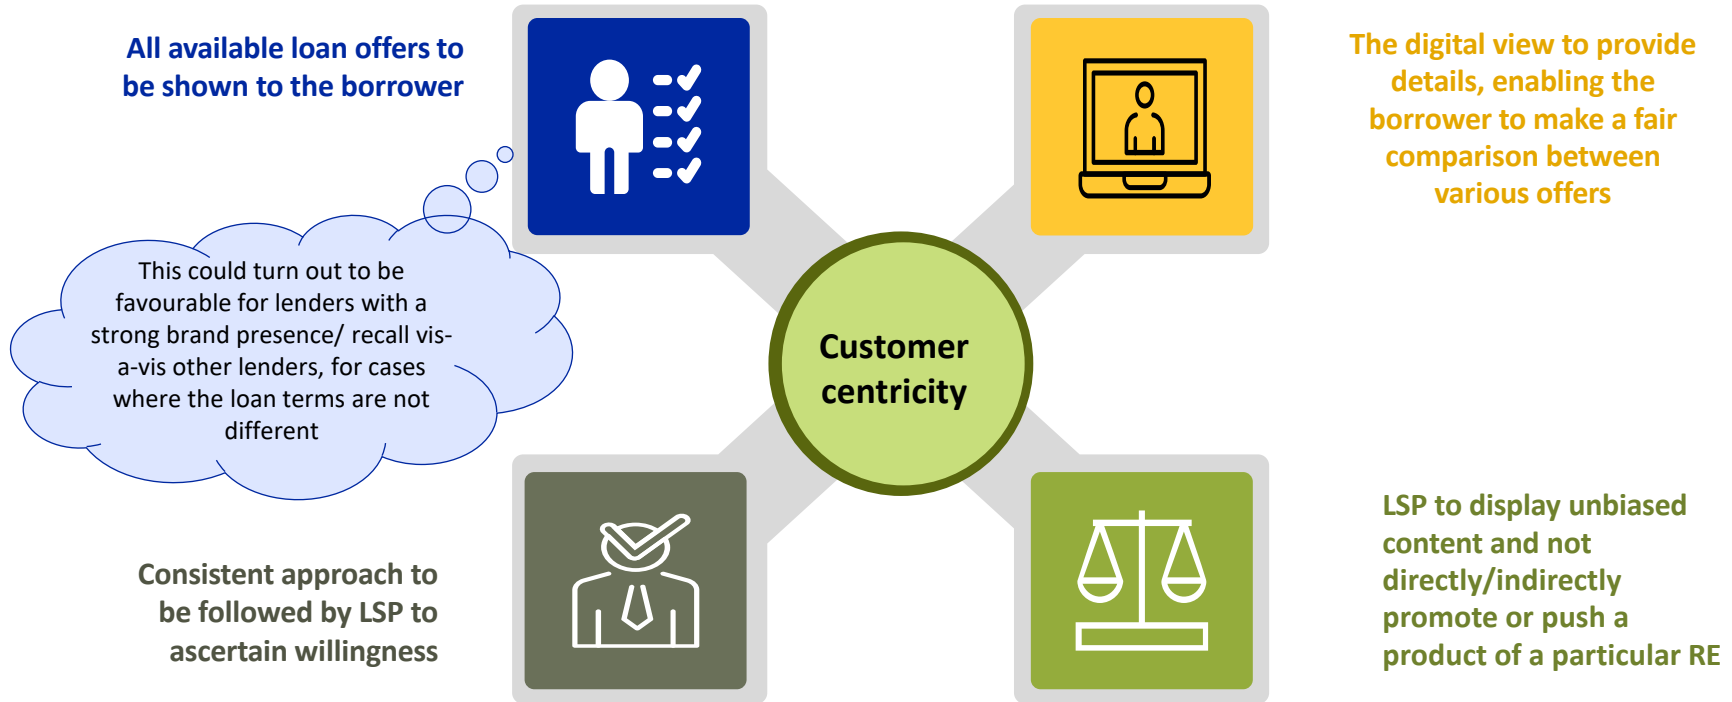 All available loan offers to
be shown to the borrower
The digital view to provide
details, enabling the
borrower to make a fair
comparison between
various offers
This could turn out to be
favourable for lenders with a
strong brand presence/ recall vis-
a-vis other lenders, for cases
where the loan terms are not
different
Customer
centricity
Consistent approach to
be followed by LSP to
ascertain willingness
LSP to display unbiased
content and not
directly/indirectly
promote or push a
product of a particular RE